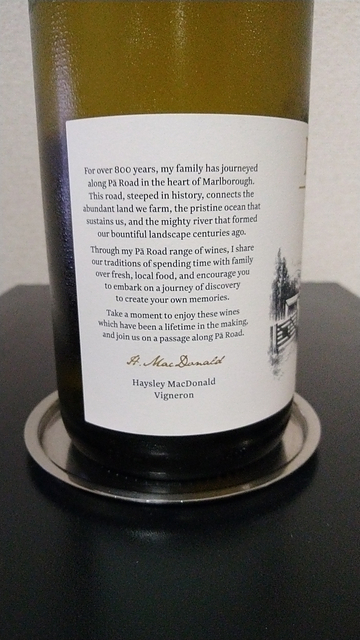 For over 800 years, my family has journeyed
along Pā Road in the heart of Marlborough.
This road, steeped in history, connects the
abundant land we farm, the pristine ocean that
sustains us, and the mighty river that formed
our bountiful landscape centuries ago.
Through my Pā Road range of wines, I share
our traditions of spending time with family
over fresh, local food, and encourage you
to embark on a journey of discovery
to create your own memories.
Take a moment to enjoy these wines
which have been a lifetime in the making,
and join us on a passage along Pā Road.
H. MacDonald
Haysley MacDonald
Vigneron